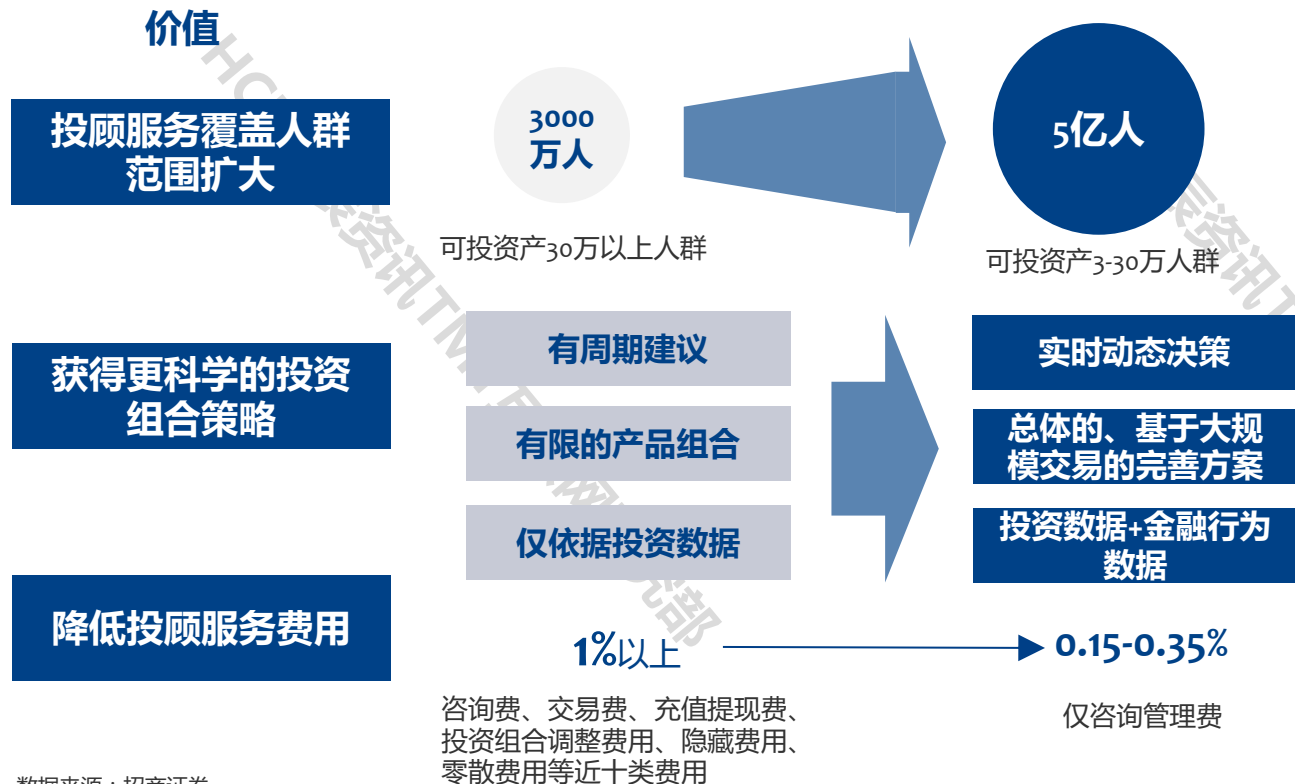 价值
投顾服务覆盖人群
范围扩大
3000
万人
可投资产30万以上人群
5亿人
可投资产3-30万人群
获得更科学的投资
组合策略
有周期建议
有限的产品组合
仅依据投资数据
实时动态决策
总体的、基于大规
模交易的完善方案
投资数据+金融行为
数据
降低投顾服务费用
1%以上
咨询费、交易费、充值提现费、
投资组合调整费用、隐藏费用、
零散费用等近十类费用
0.15-0.35%
仅咨询管理费
数据来源：招商证券